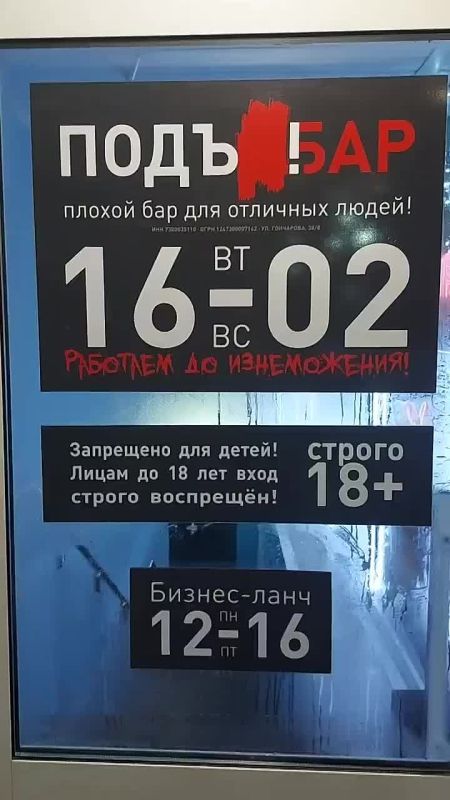 ПОДЪ!БАР
плохой бар для отличных людей!
16-02
ВТ
ВС
РАБОТАЕМ ДО ИЗНЕМОЖЕНИЯ!
Запрещено для детей!
Лицам до 18 лет вход
строго воспрещён!
строго
18+
Бизнес-ланч
12-16
ПН
ПТ